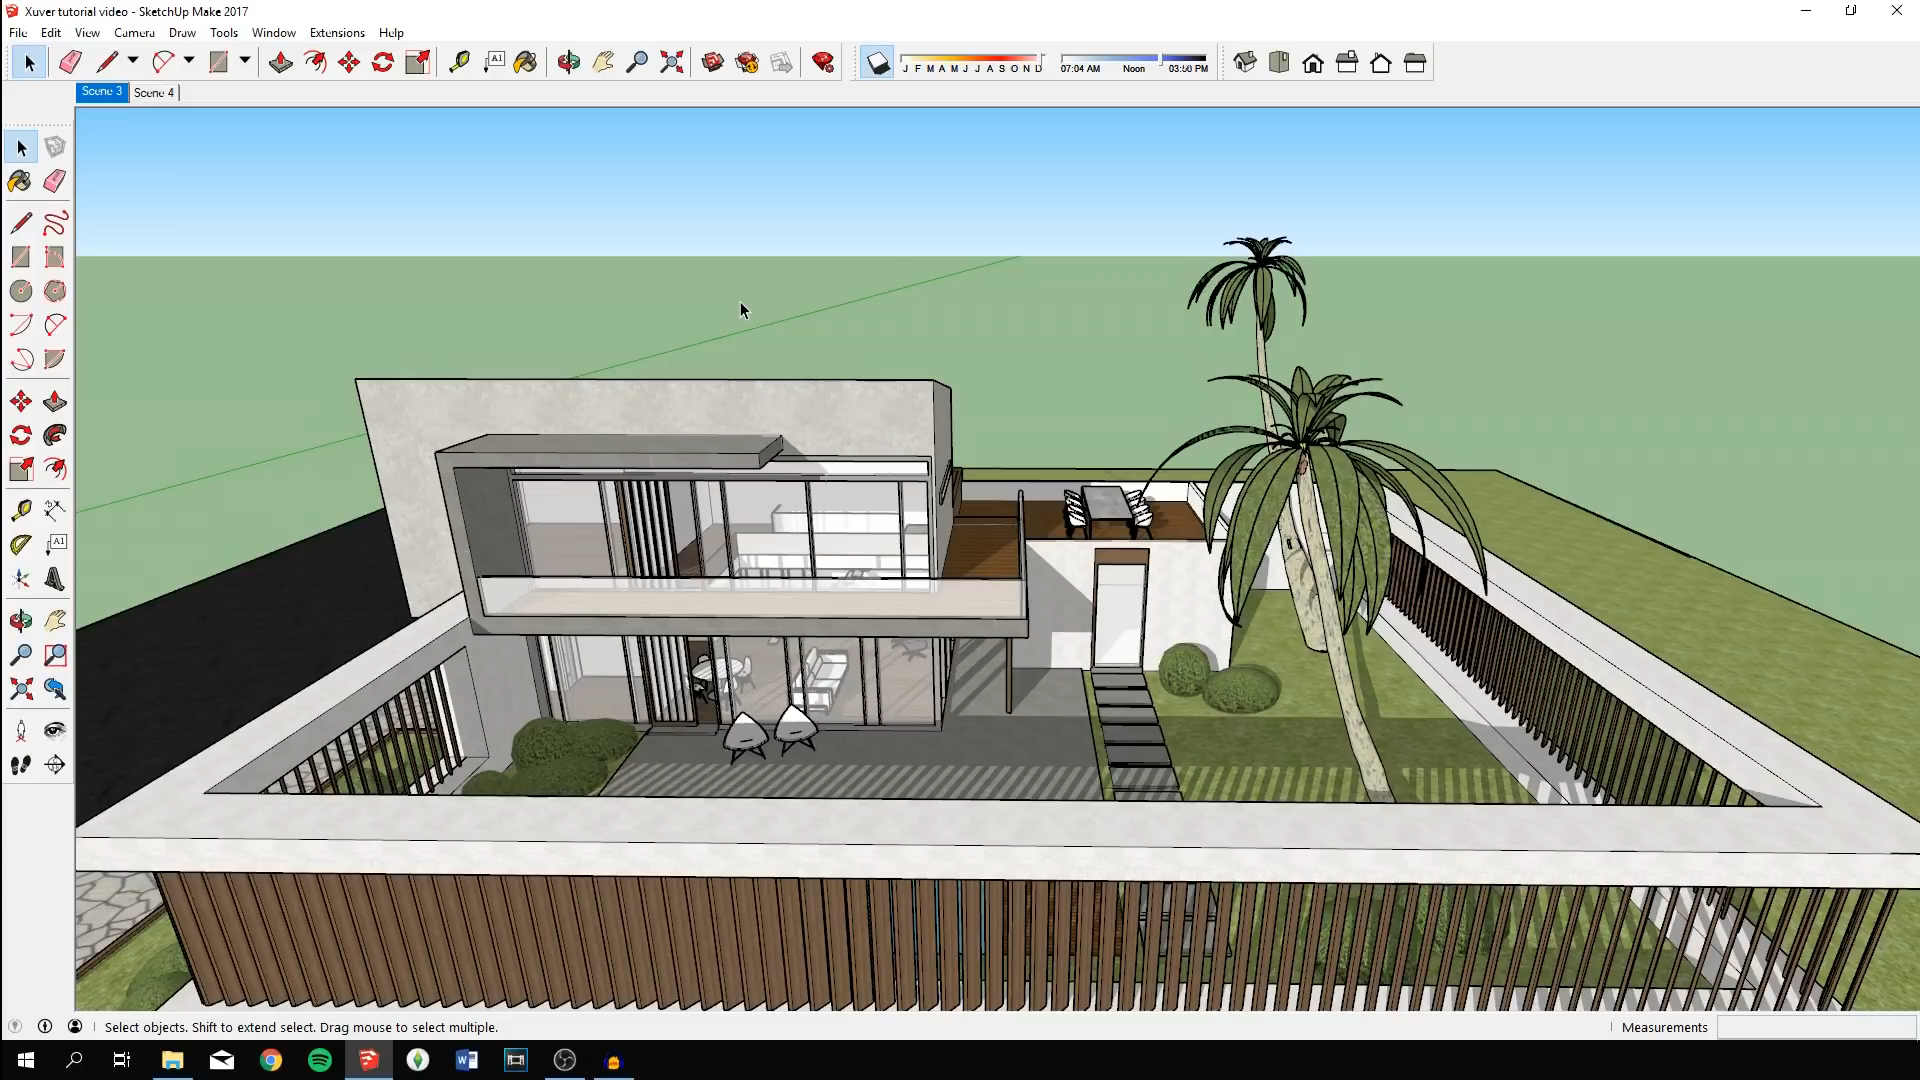 Xuver tutorial video - SketchUp Make 2017
File Edit View Camera Draw Tools Window Extensions Help
A1
J F M A M J J A S O N D
07:04 AM Noon 03:50 PM
Scene 3 Scene 4
A1
Select objects. Shift to extend select. Drag mouse to select multiple.
Measurements